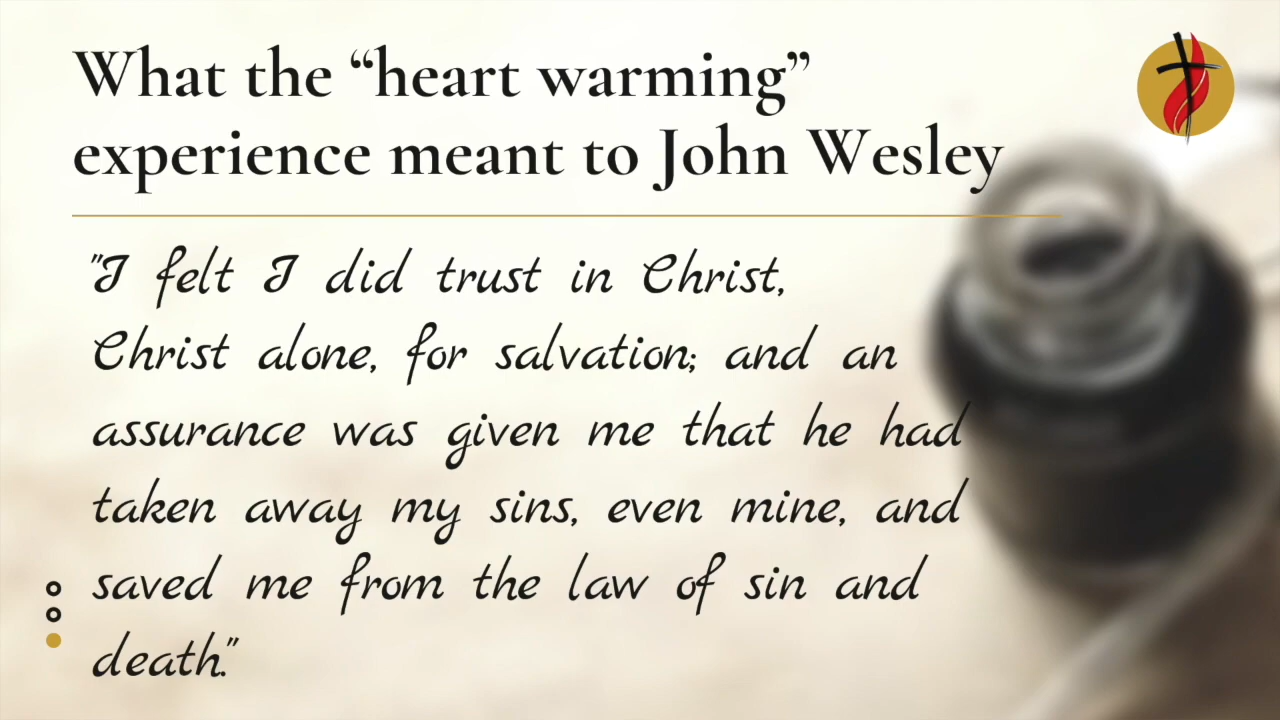 What the “heart warming”
experience meant to John Wesley
"I felt I did trust in Christ,
Christ alone, for salvation; and an
assurance was given me that he had
taken away my sins, even mine, and
saved me from the law of sin and
death."